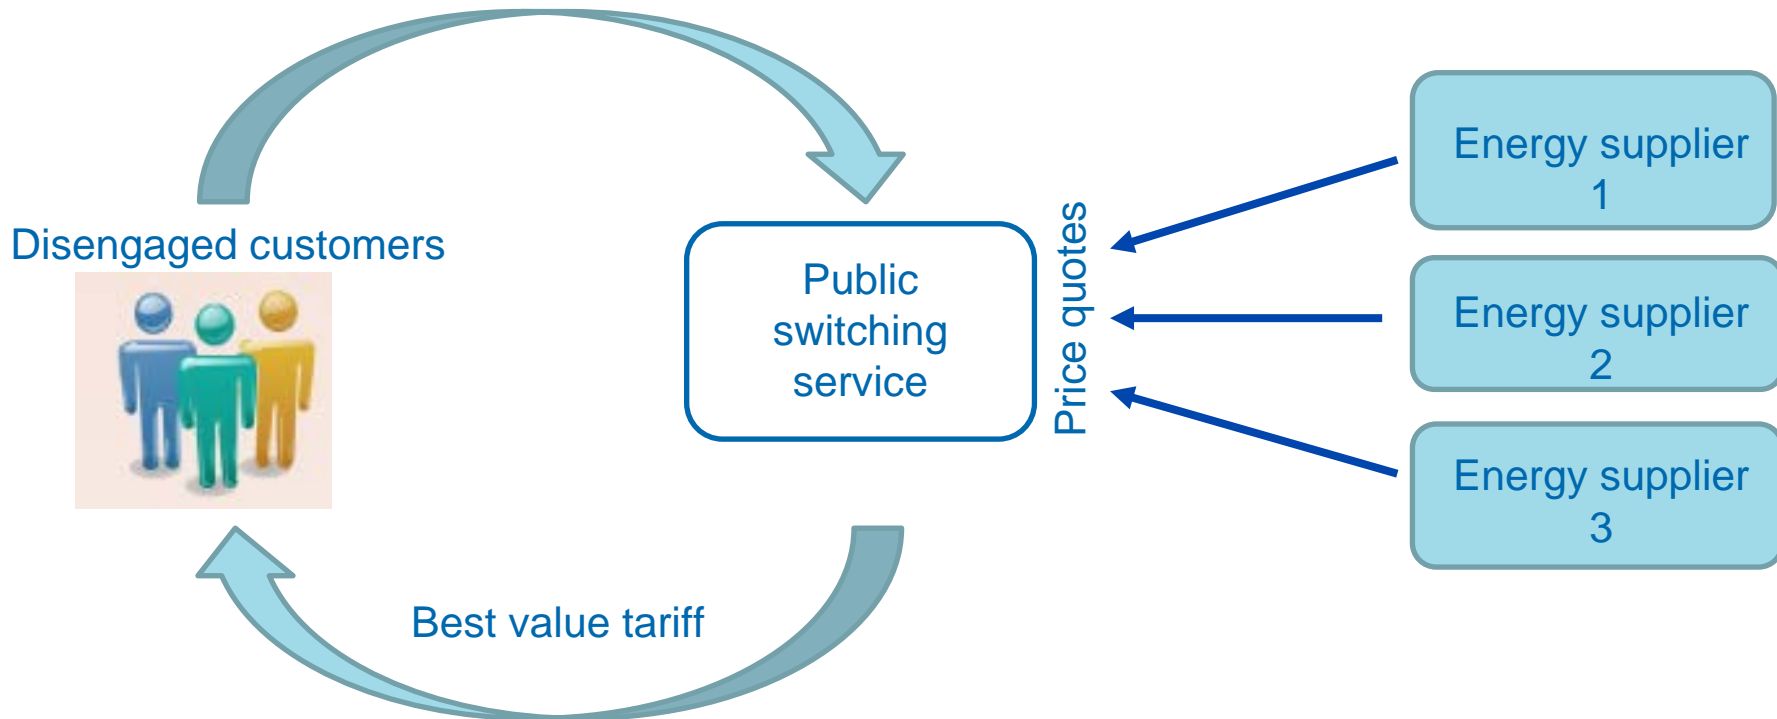 Disengaged customers
Public
switching
service
Price quotes
Energy supplier
1
Energy supplier
2
Energy supplier
3
Best value tariff